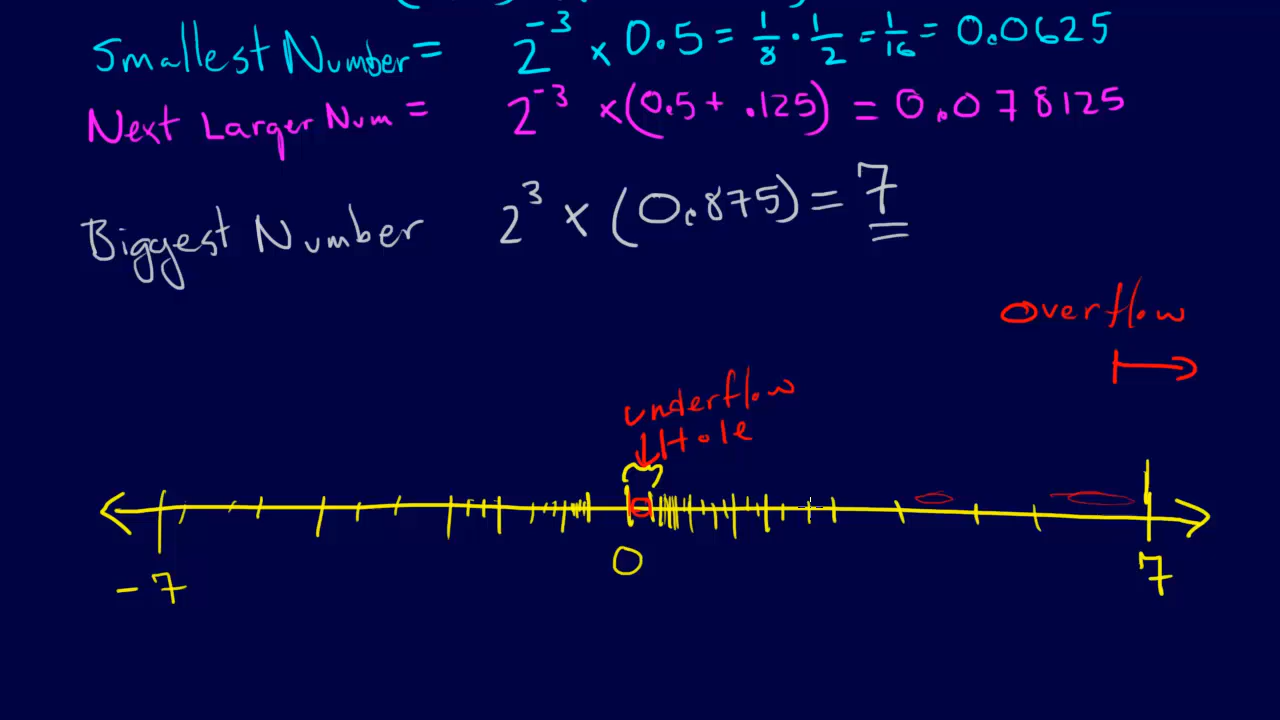 Smallest Number = 2^-3 × 0.5 = 1/8 · 1/2 = 1/16 = 0.0625
Next Larger Num = 2^-3 ×(0.5 + .125) = 0.078125
Biggest Number 2^3 × (0.875) = 7
overflow
underflow
Hole
-7 0 7